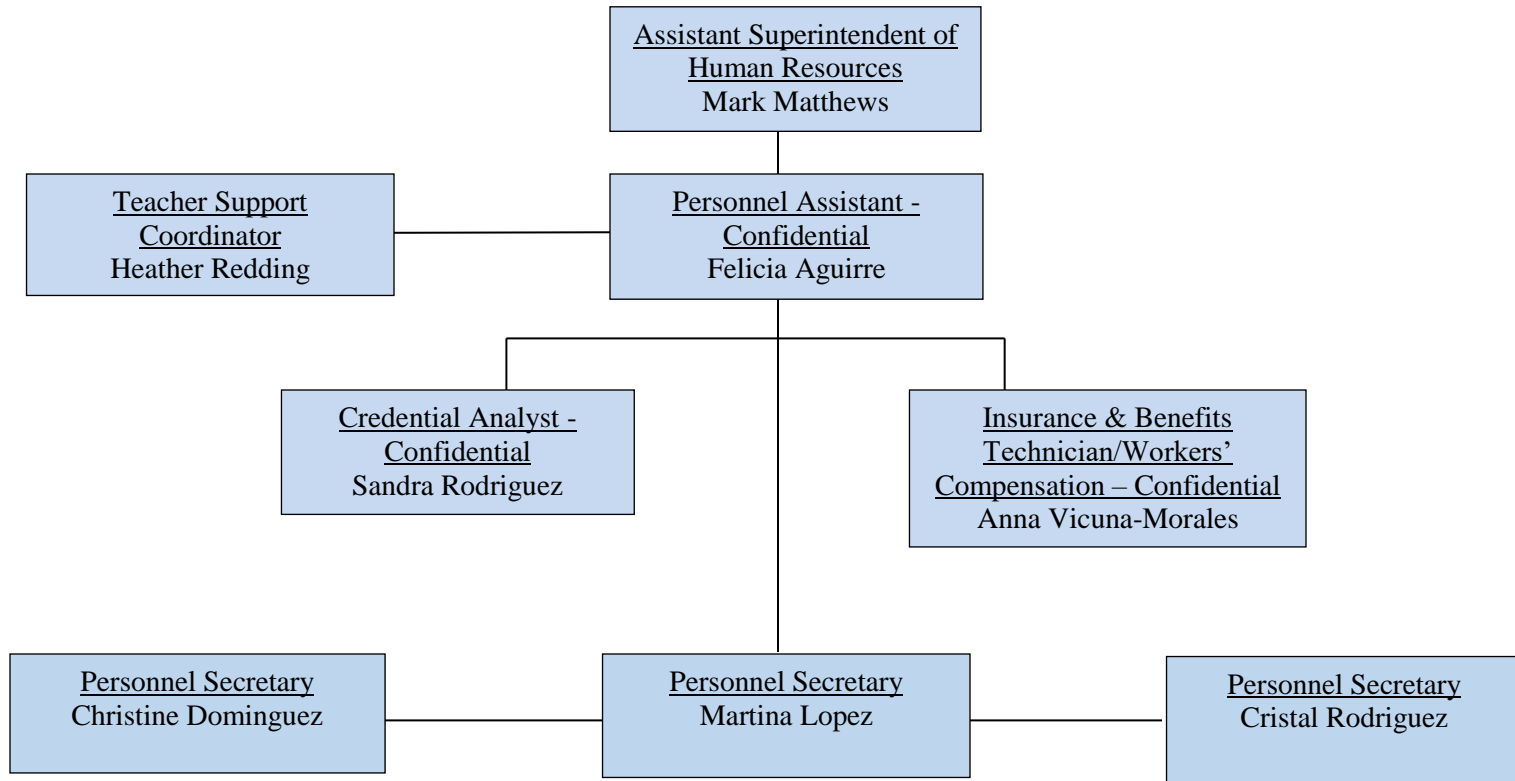 Assistant Superintendent of
Human Resources
Mark Matthews
Teacher Support
Coordinator
Heather Redding
Personnel Assistant -
Confidential
Felicia Aguirre
Credential Analyst -
Confidential
Sandra Rodriguez
Insurance & Benefits
Technician/Workers’
Compensation – Confidential
Anna Vicuna-Morales
Personnel Secretary
Christine Dominguez
Personnel Secretary
Martina Lopez
Personnel Secretary
Cristal Rodriguez